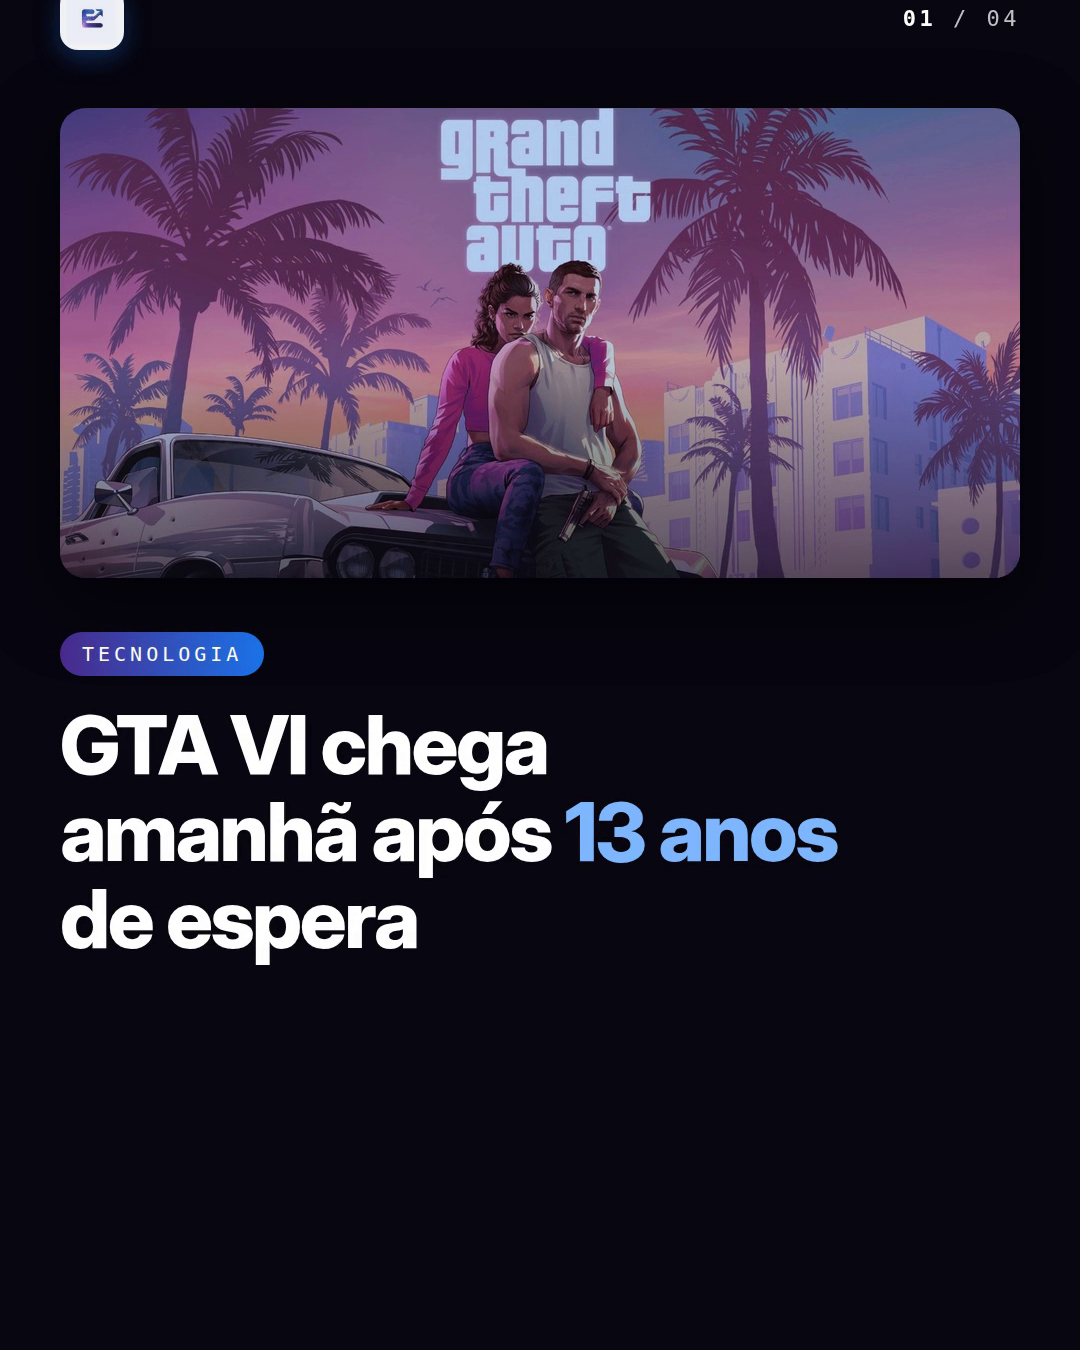 01 / 04
grand
theft
auto
TECNOLOGIA
GTA VI chega
amanhã após 13 anos
de espera